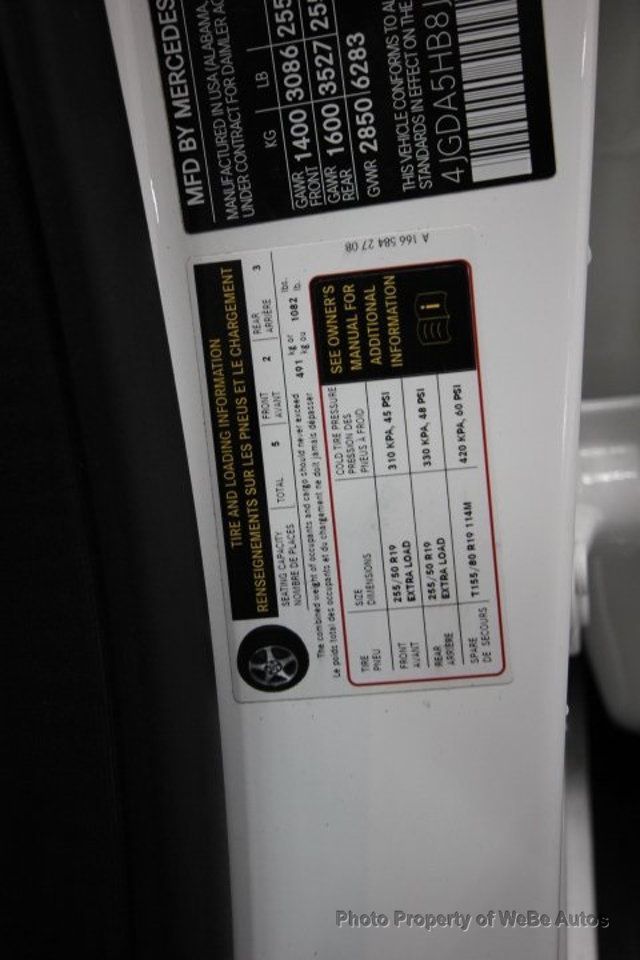 MFD BY MERCEDES
MANUFACTURED IN USA (ALABAMA,
UNDER CONTRACT FOR DAIMLER AG
KG LB
GAWR FRONT 1400 3086 255
GAWR REAR 1600 3527
GVWR 2850 6283
THIS VEHICLE CONFORMS TO
STANDARDS IN EFFECT ON THE
4JGDA5HB8J
A 166 584 27 08
TIRE AND LOADING INFORMATION
RENSEIGNEMENTS SUR LES PNEUS ET LE CHARGEMENT
SEATING CAPACITY
NOMBRE DE PLACES
TOTAL 5
FRONT
AVANT
2
REAR
ARRIÈRE
3
The combined weight of occupants and cargo should never exceed 491 kg or 1082 lbs.
Le poids total des occupants et du chargement ne doit jamais dépasser kg ou lb.
TIRE
PNEU
SIZE
DIMENSIONS
COLD TIRE PRESSURE
PRESSION DES
PNEUS À FROID
FRONT
AVANT
255/50 R19
EXTRA LOAD
310 KPA, 45 PSI
REAR
ARRIÈRE
255/50 R19
EXTRA LOAD
330 KPA, 48 PSI
SPARE
DE SECOURS
T155/80 R19 114M
420 KPA, 60 PSI
SEE OWNER'S
MANUAL FOR
ADDITIONAL
INFORMATION
i
Photo Property of WeBe Autos